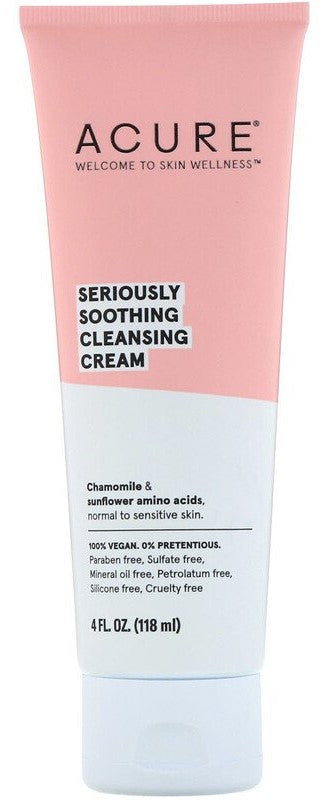 ACURE®
WELCOME TO SKIN WELLNESS™
SERIOUSLY
SOOTHING
CLEANSING
CREAM
Chamomile &
sunflower amino acids,
normal to sensitive skin.
100% VEGAN. 0% PRETENTIOUS.
Paraben free, Sulfate free,
Mineral oil free, Petrolatum free,
Silicone free, Cruelty free
4 FL. OZ. (118 ml)